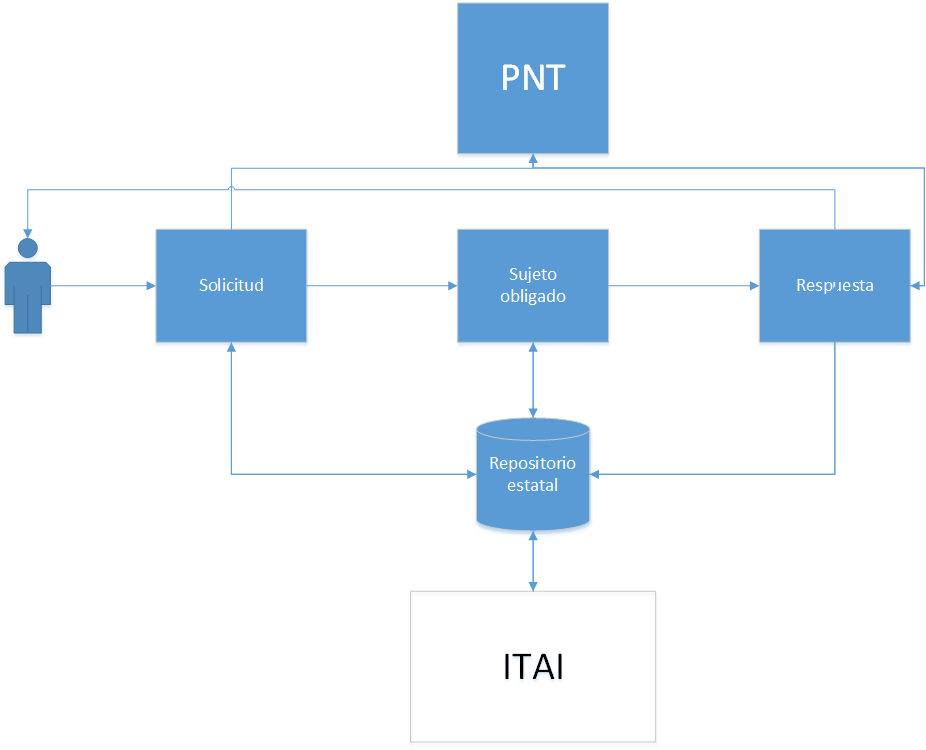 PNT
Solicitud
Sujeto
obligado
Respuesta
Repositorio
estatal
ITAI